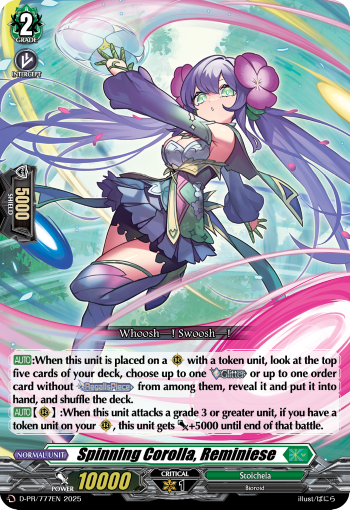 2
GRADE
INTERCEPT
5000
SHIELD
Whoosh—! Swoosh—!
AUTO:When this unit is placed on a with a token unit, look at the top
five cards of your deck, choose up to one Glitter or up to one order
card without RegalisPiece from among them, reveal it and put it into
hand, and shuffle the deck.
AUTO【 】:When this unit attacks a grade 3 or greater unit, if you have a
token unit on your , this unit gets +5000 until end of that battle.
NORMAL UNIT Spinning Corolla, Reminiese
POWER 10000 CRITICAL 1 Stoicheia
Bioroid
D-PR/777EN 2025 illust/ばにら